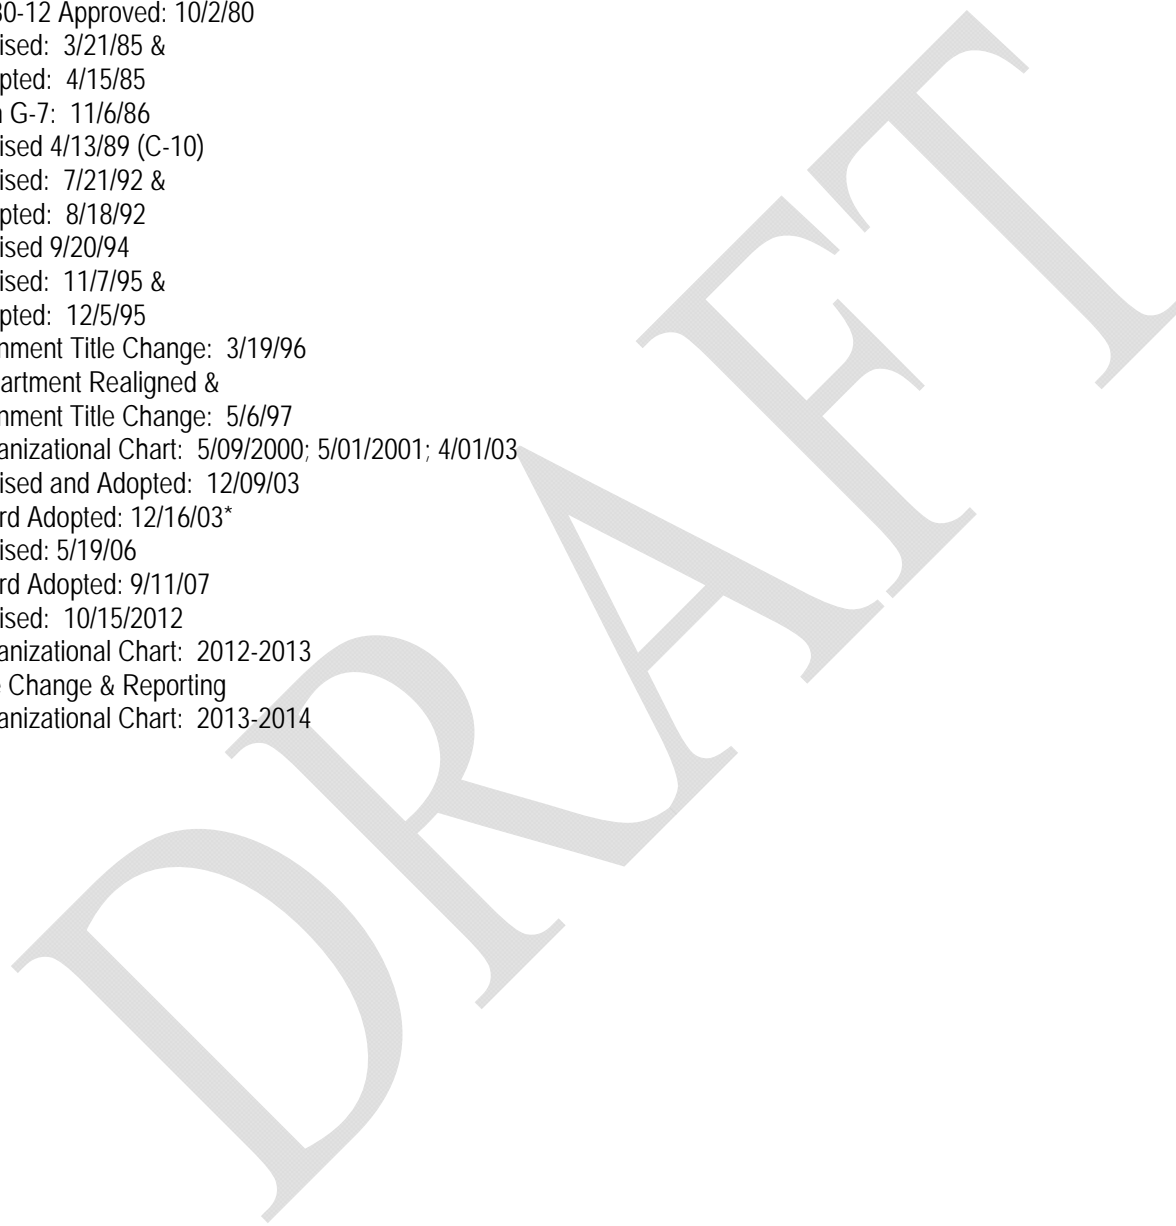 30-12 Approved: 10/2/80
ised: 3/21/85 &
pted: 4/15/85
G-7: 11/6/86
ised 4/13/89 (C-10)
ised: 7/21/92 &
pted: 8/18/92
ised 9/20/94
ised: 11/7/95 &
pted: 12/5/95
nment Title Change: 3/19/96
artment Realigned &
nment Title Change: 5/6/97
anizational Chart: 5/09/2000; 5/01/2001; 4/01/03
ised and Adopted: 12/09/03
rd Adopted: 12/16/03*
ised: 5/19/06
rd Adopted: 9/11/07
ised: 10/15/2012
anizational Chart: 2012-2013
e Change & Reporting
anizational Chart: 2013-2014
DRAFT